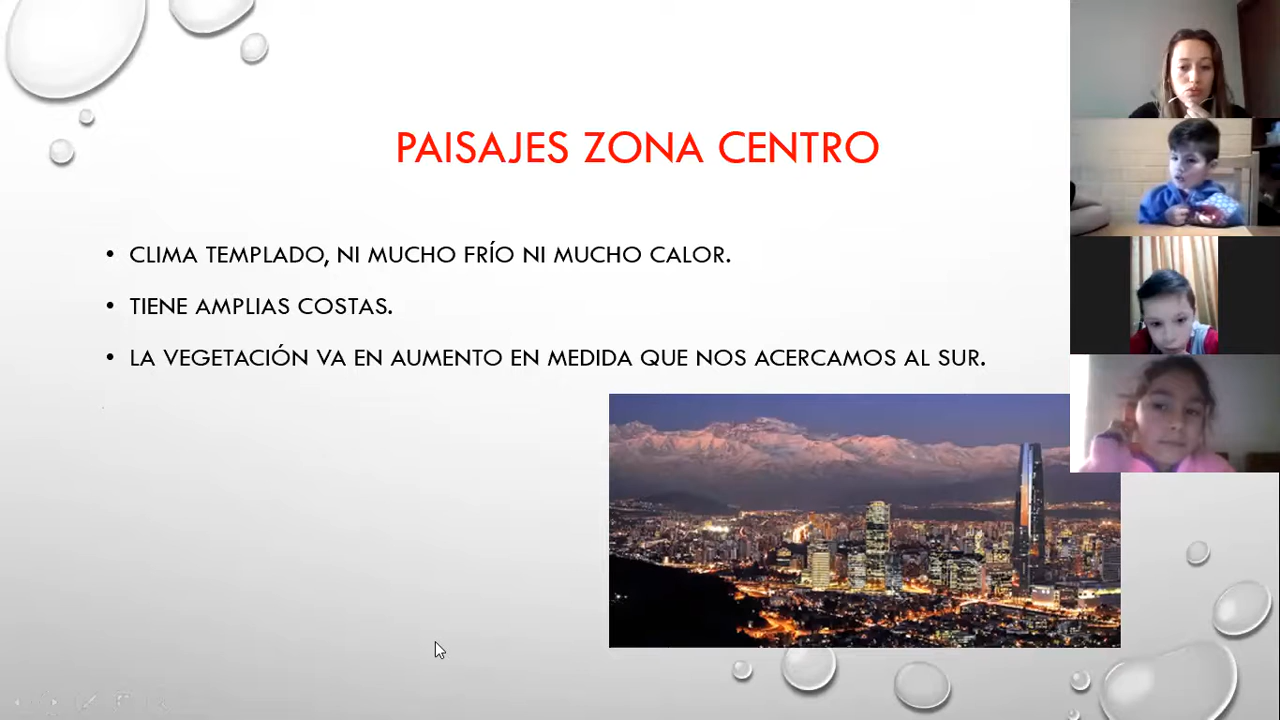 PAISAJES ZONA CENTRO
• CLIMA TEMPLADO, NI MUCHO FRÍO NI MUCHO CALOR.
• TIENE AMPLIAS COSTAS.
• LA VEGETACIÓN VA EN AUMENTO EN MEDIDA QUE NOS ACERCAMOS AL SUR.